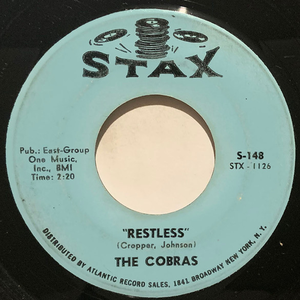 STAX
Pub.: East-Group
One Music,
Inc., BMI
Time: 2:20
S-148
STX - 1126
"RESTLESS"
(Cropper, Johnson)
THE COBRAS
DISTRIBUTED BY ATLANTIC RECORD SALES, 1841 BROADWAY NEW YORK, N. Y.